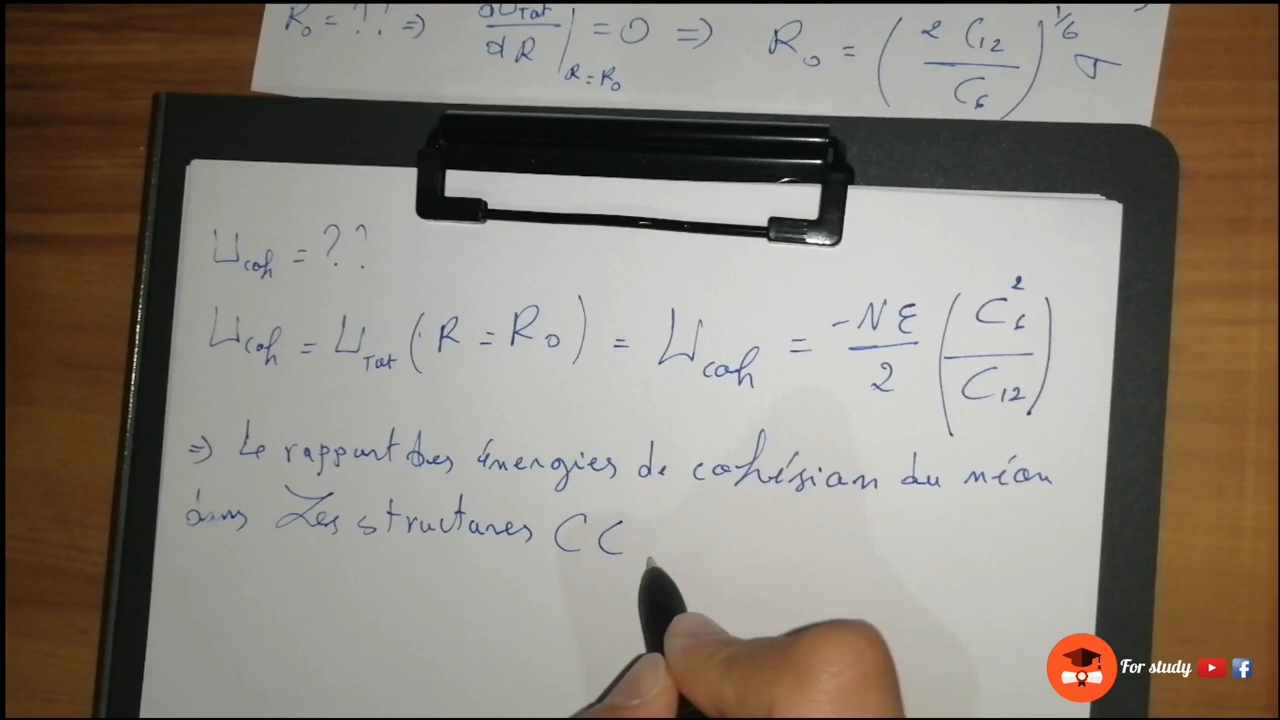 R₀ = ?? ⇒ dU_Tot/dR |_{R=R₀} = 0 ⇒ R₀ = (2 C₁₂ / C₆)^{1/6} σ
U_coh = ??
U_coh = U_Tot (R = R₀) = U_coh = -Nε/2 (C₆² / C₁₂)
⇒ Le rapport des énergies de cohésion du néon
dans Les structures CC
For study